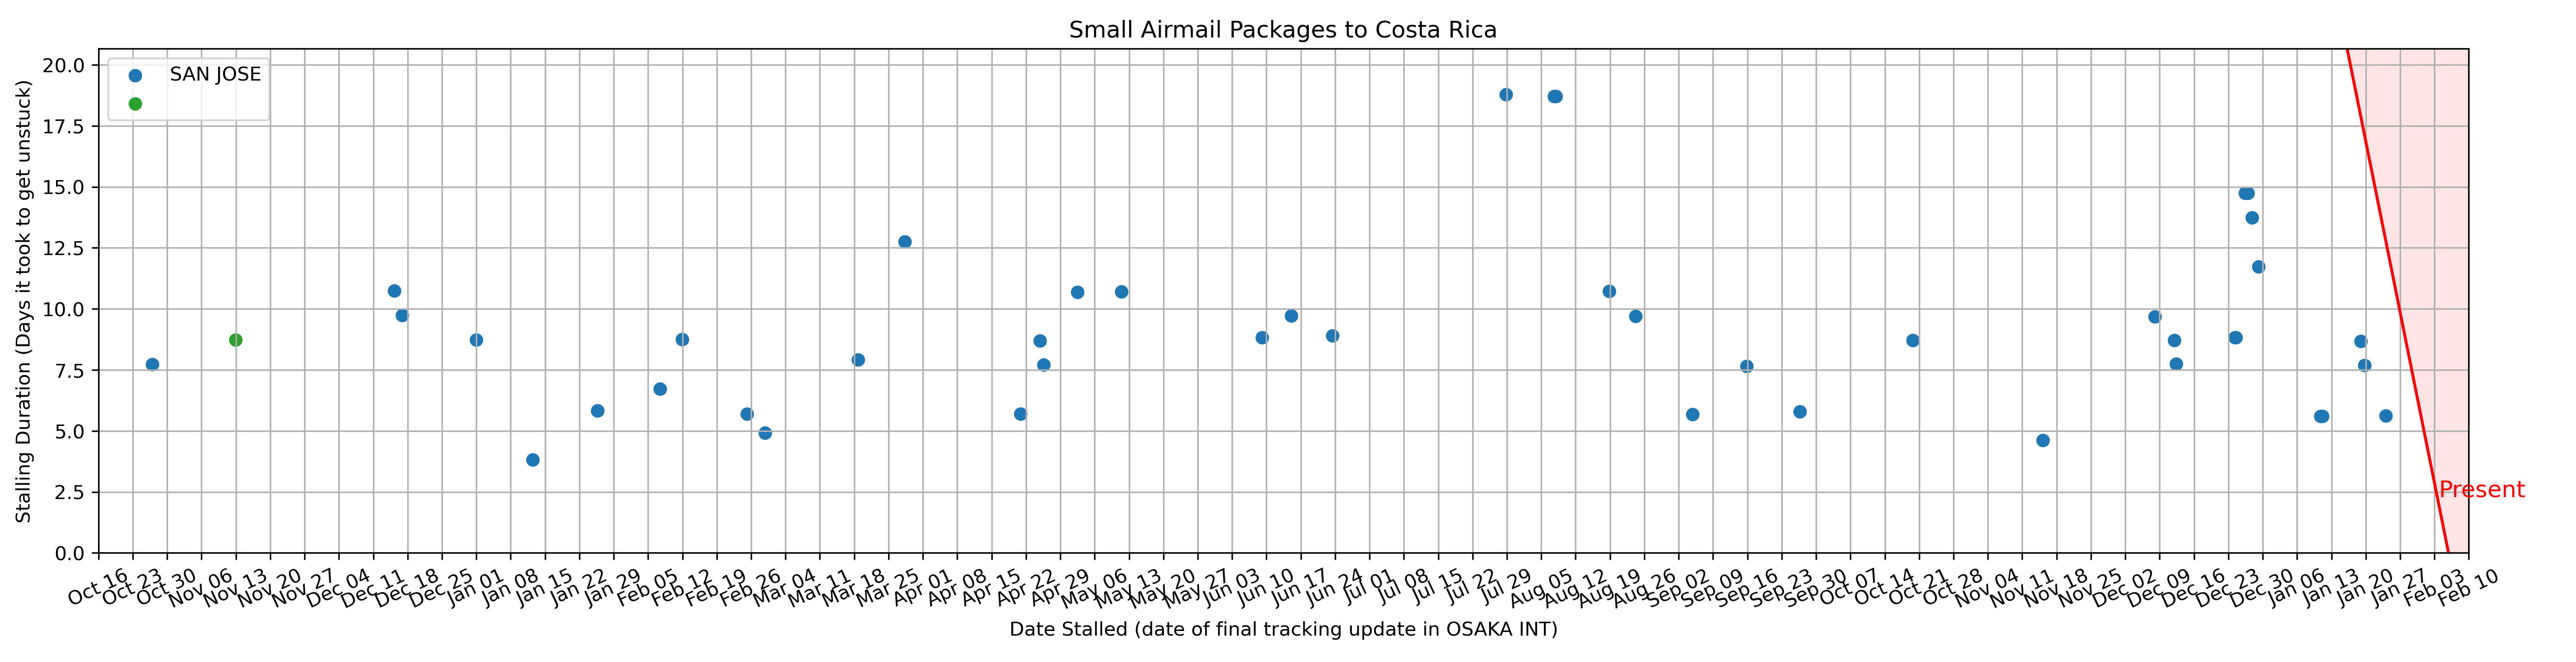 Small Airmail Packages to Costa Rica
SAN JOSE
20.0
17.5
15.0
12.5
10.0
7.5
5.0
2.5
0.0
Stalling Duration (Days it took to get unstuck)
Present
Oct 16
Oct 23
Oct 30
Nov 06
Nov 13
Nov 20
Nov 27
Dec 04
Dec 11
Dec 18
Dec 25
Jan 01
Jan 08
Jan 15
Jan 22
Jan 29
Feb 05
Feb 12
Feb 19
Feb 26
Mar 04
Mar 11
Mar 18
Mar 25
Apr 01
Apr 08
Apr 15
Apr 22
Apr 29
May 06
May 13
May 20
May 27
Jun 03
Jun 10
Jun 17
Jun 24
Jul 01
Jul 08
Jul 15
Jul 22
Jul 29
Aug 05
Aug 12
Aug 19
Aug 26
Sep 02
Sep 09
Sep 16
Sep 23
Sep 30
Oct 07
Oct 14
Oct 21
Oct 28
Nov 04
Nov 11
Nov 18
Nov 25
Dec 02
Dec 09
Dec 16
Dec 23
Dec 30
Jan 06
Jan 13
Jan 20
Jan 27
Feb 03
Feb 10
Date Stalled (date of final tracking update in OSAKA INT)